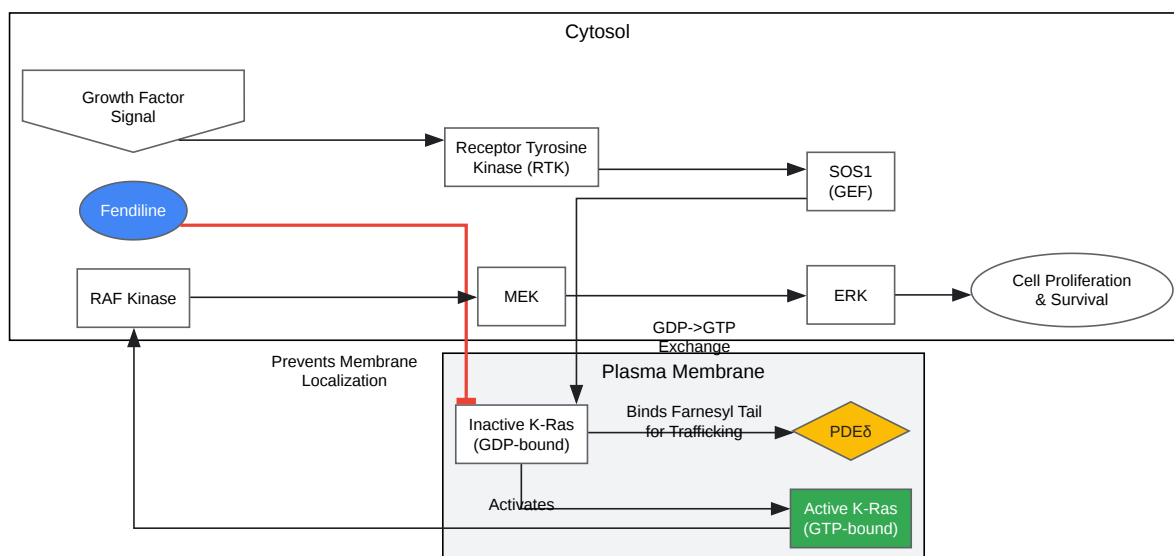 Cytosol
Growth Factor
Signal
Receptor Tyrosine
Kinase (RTK)
SOS1
(GEF)
Fendiline
RAF Kinase
MEK
ERK
Cell Proliferation
& Survival
GDP->GTP
Exchange
Prevents Membrane
Localization
Plasma Membrane
Inactive K-Ras
(GDP-bound)
Binds Farnesyl Tail
for Trafficking
PDEδ
Activates
Active K-Ras
(GTP-bound)